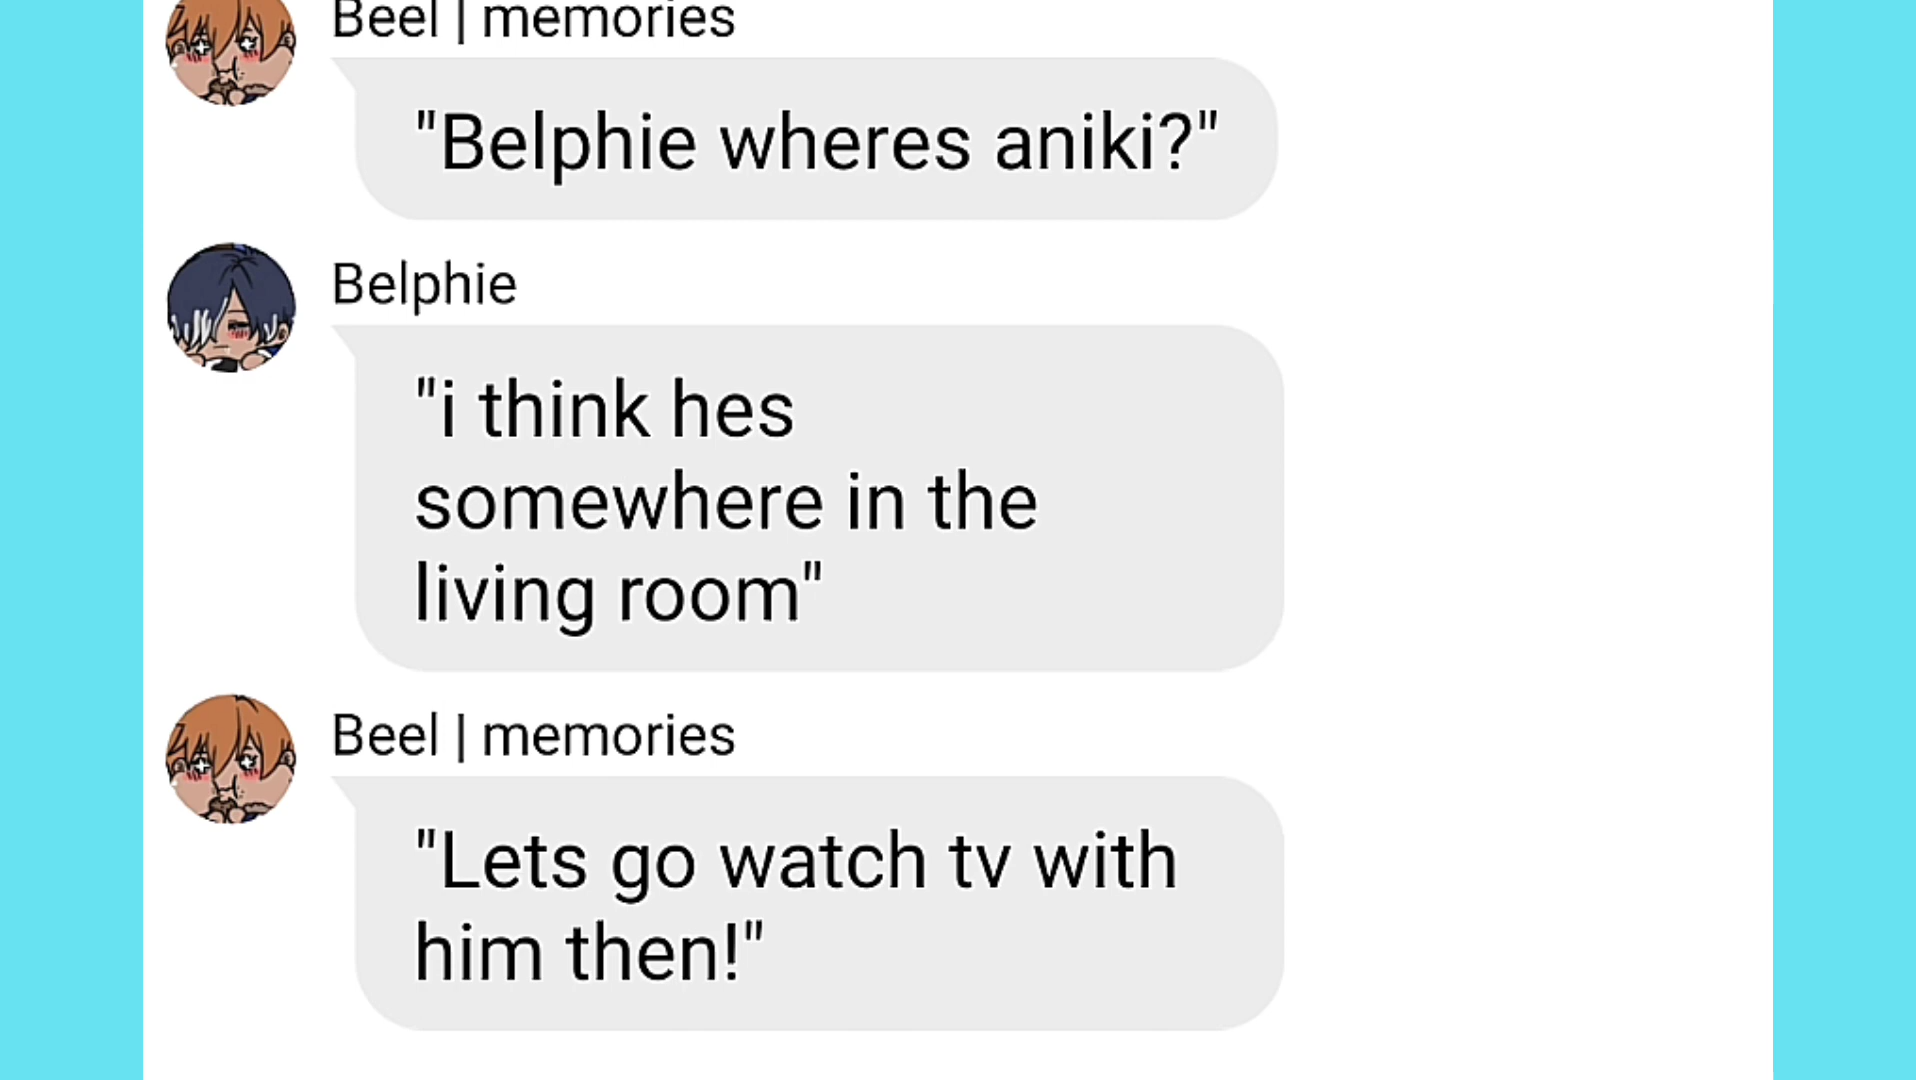 Beel | memories
"Belphie wheres aniki?"
Belphie
"i think hes
somewhere in the
living room"
Beel | memories
"Lets go watch tv with
him then!"